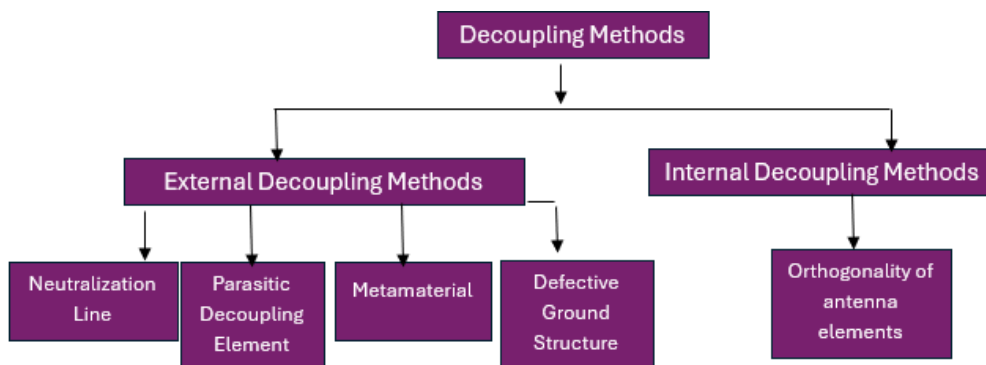 Decoupling Methods
External Decoupling Methods
Internal Decoupling Methods
Neutralization
Line
Parasitic
Decoupling
Element
Metamaterial
Defective
Ground
Structure
Orthogonality of
antenna
elements